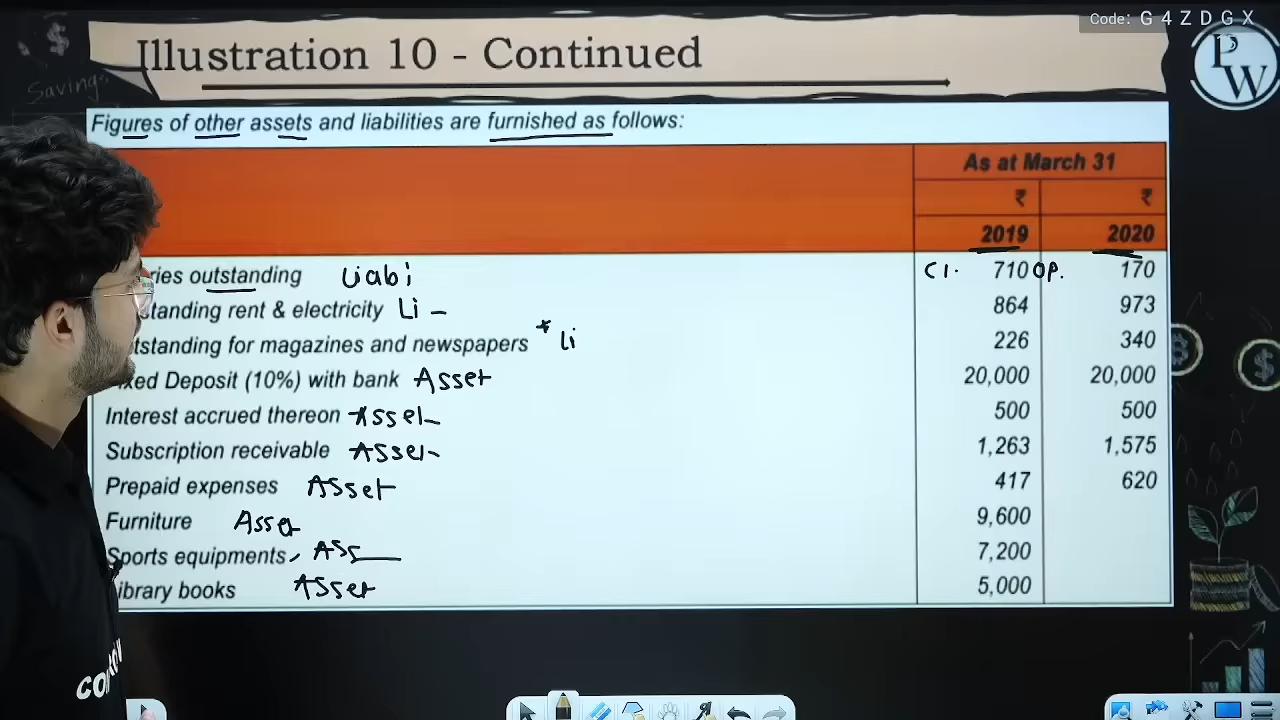 Code: G 4 Z D G X
Illustration 10 - Continued
PW
Saving
Figures of other assets and liabilities are furnished as follows:
As at March 31
₹ ₹
2019 2020
ries outstanding Liabi Cl. 710 OP. 170
tanding rent & electricity Li - 864 973
tstanding for magazines and newspapers * Li 226 340
xed Deposit (10%) with bank Asset 20,000 20,000
Interest accrued thereon Asset 500 500
Subscription receivable Asset 1,263 1,575
Prepaid expenses Asset 417 620
Furniture Asset 9,600
Sports equipments Ass 7,200
ibrary books Asset 5,000